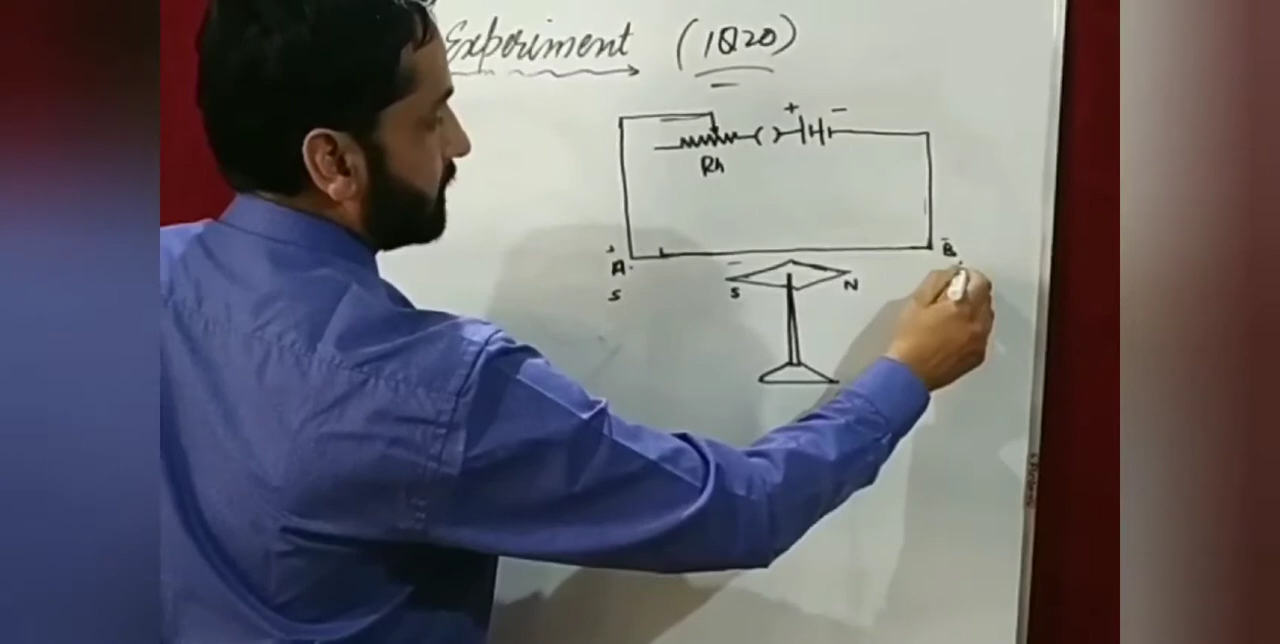 Experiment (1820)
+ -
Rh
+ -
A B
S
S N